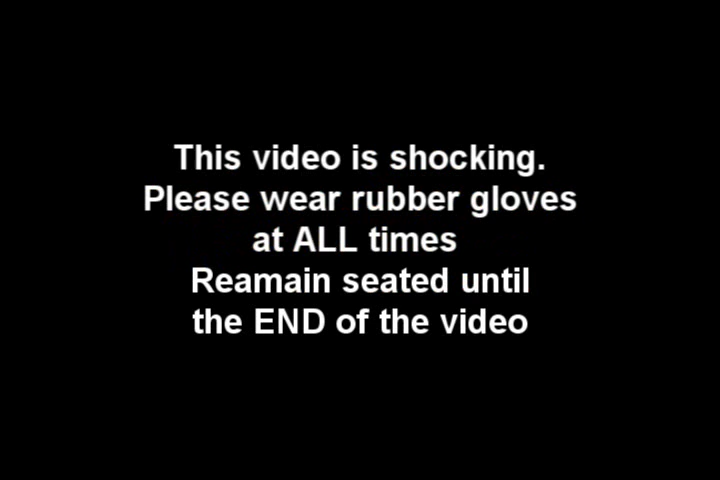 This video is shocking.
Please wear rubber gloves
at ALL times
Reamain seated until
the END of the video